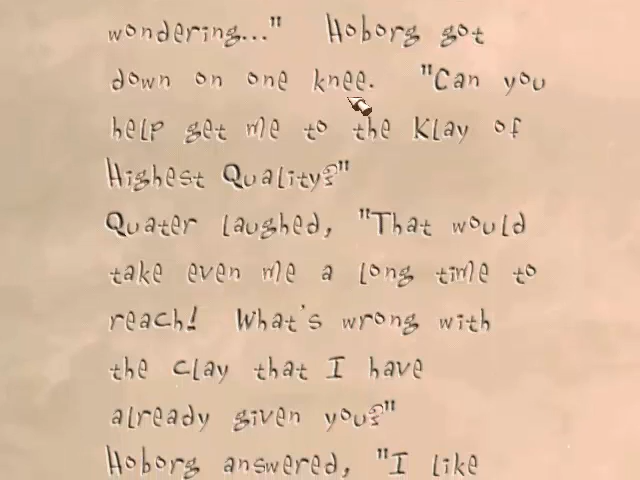 wondering..." Hoborg got
down on one knee. "Can you
help get me to the Klay of
Highest Quality?"
Quater laughed, "That would
take even me a long time to
reach! What's wrong with
the clay that I have
already given you?"
Hoborg answered, "I like